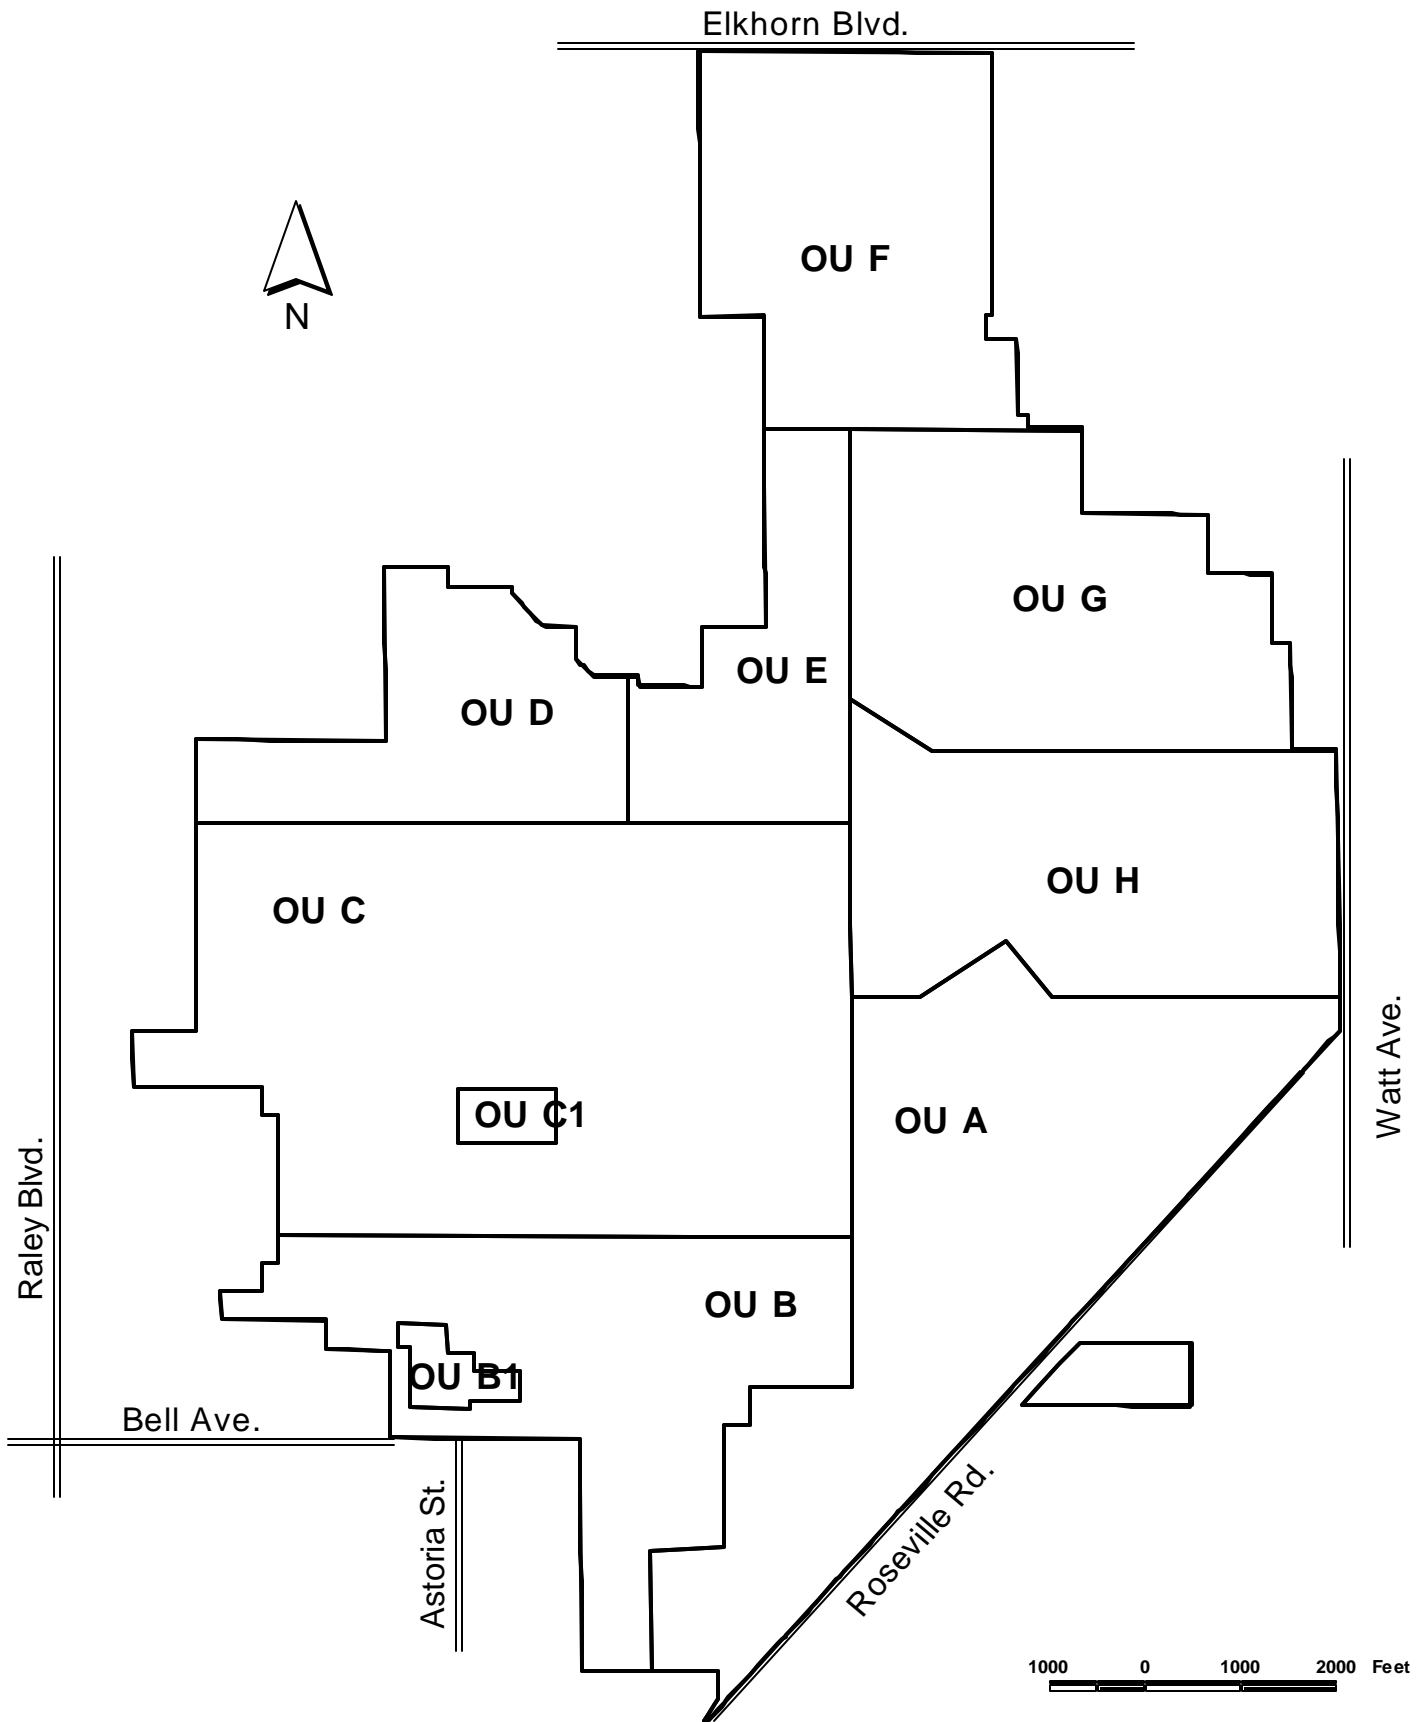 Elkhorn Blvd.
OU F
N
OU G
OU E
OU D
OU H
OU C
Watt Ave.
OU C1
OU A
Raley Blvd.
OU B
OU B1
Bell Ave.
Astoria St.
Roseville Rd.
1000 0 1000 2000 Feet